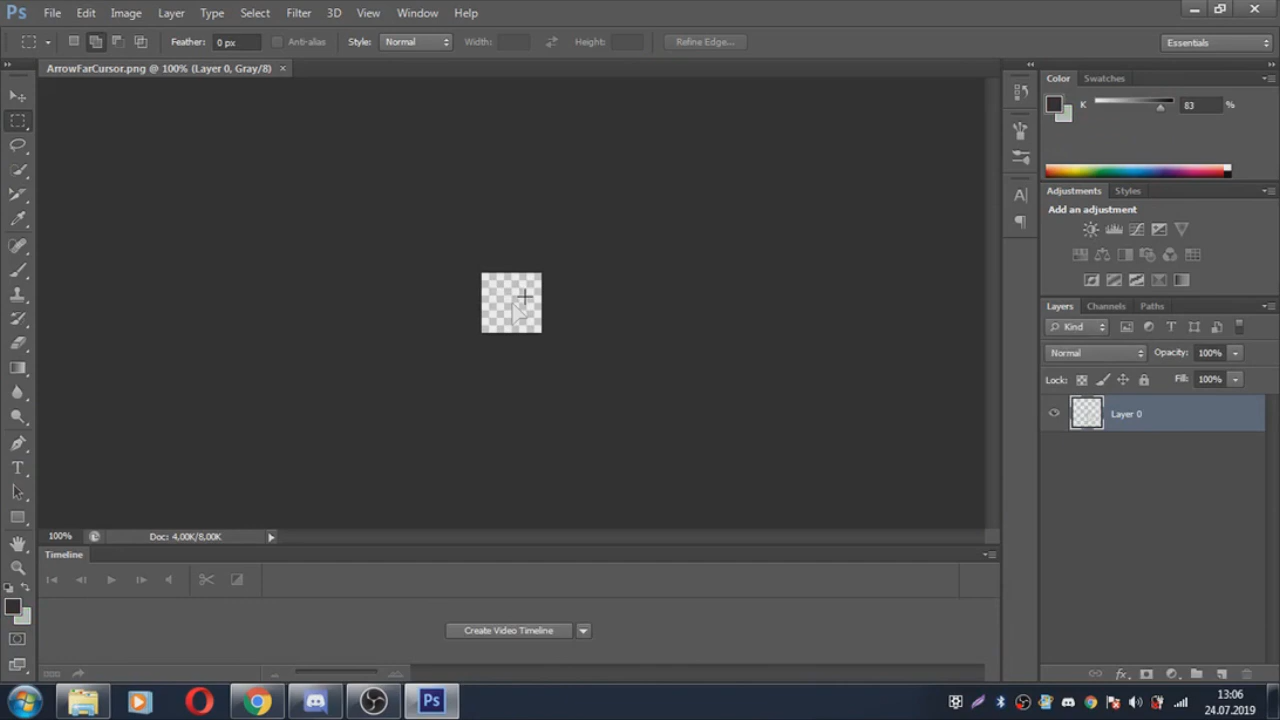 Ps File Edit Image Layer Type Select Filter 3D View Window Help
Feather: 0 px Anti-alias Style: Normal Width: Height: Refine Edge... Essentials
ArrowFarCursor.png @ 100% (Layer 0, Gray/8) ×
Color Swatches
K 83 %
Adjustments Styles
Add an adjustment
Layers Channels Paths
Kind
Normal Opacity: 100%
Lock: Fill: 100%
Layer 0
100% Doc: 4,00K/8,00K
Timeline
Create Video Timeline
Ps
13:06
24.07.2019